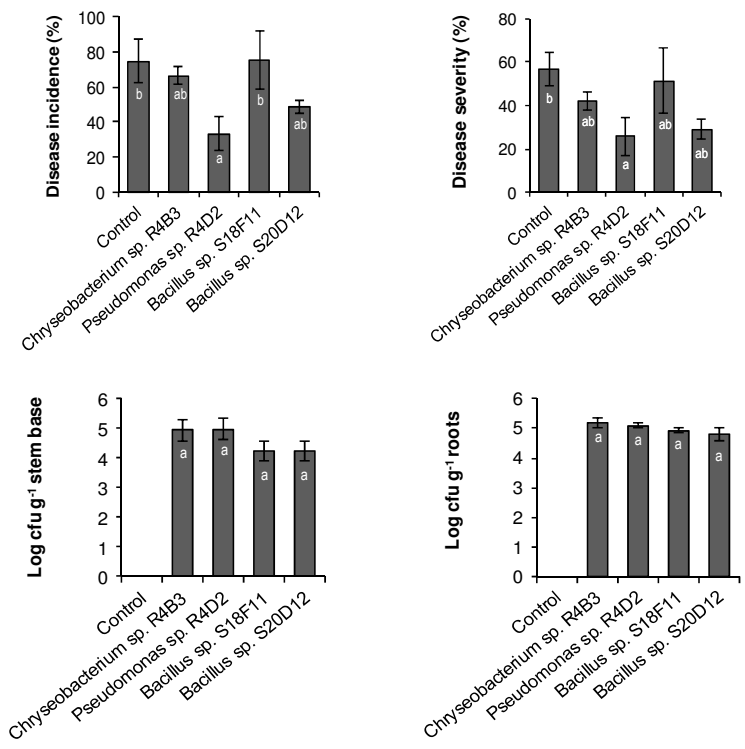 Disease incidence (%)
100
80
60
40
20
0
b
ab
a
b
ab
Control
Chryseobacterium sp. R4B3
Pseudomonas sp. R4D2
Bacillus sp. S18F11
Bacillus sp. S20D12
Disease severity (%)
80
60
40
20
0
b
ab
a
ab
ab
Control
Chryseobacterium sp. R4B3
Pseudomonas sp. R4D2
Bacillus sp. S18F11
Bacillus sp. S20D12
Log cfu g⁻¹ stem base
6
5
4
3
2
1
0
a
a
a
a
Control
Chryseobacterium sp. R4B3
Pseudomonas sp. R4D2
Bacillus sp. S18F11
Bacillus sp. S20D12
Log cfu g⁻¹ roots
6
5
4
3
2
1
0
a
a
a
a
Control
Chryseobacterium sp. R4B3
Pseudomonas sp. R4D2
Bacillus sp. S18F11
Bacillus sp. S20D12